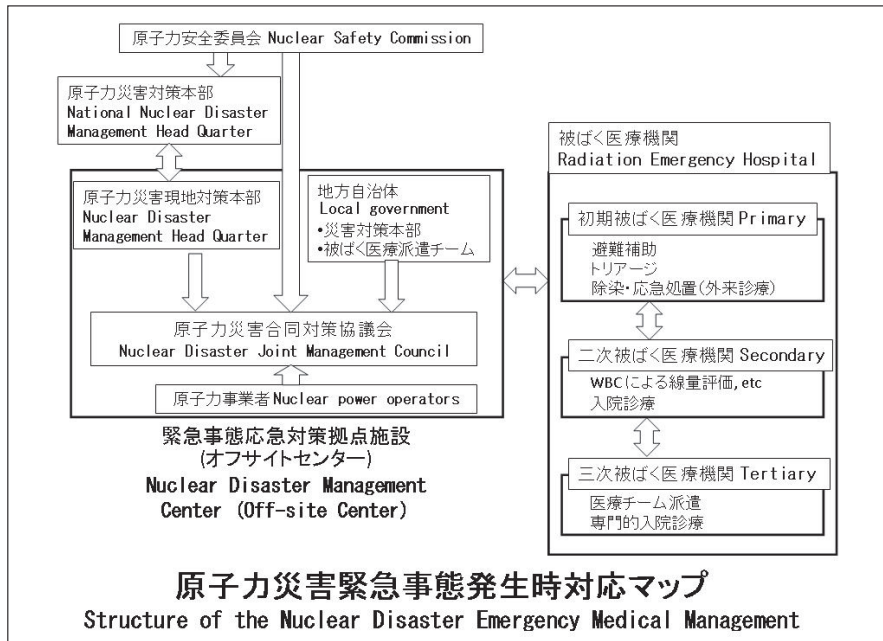 原子力安全委員会 Nuclear Safety Commission
原子力災害対策本部
National Nuclear Disaster
Management Head Quarter
原子力災害現地対策本部
Nuclear Disaster
Management Head Quarter
地方自治体
Local government
•災害対策本部
•被ばく医療派遣チーム
原子力災害合同対策協議会
Nuclear Disaster Joint Management Council
原子力事業者 Nuclear power operators
緊急事態応急対策拠点施設
(オフサイトセンター)
Nuclear Disaster Management
Center (Off-site Center)
被ばく医療機関
Radiation Emergency Hospital
初期被ばく医療機関 Primary
避難補助
トリアージ
除染・応急処置(外来診療)
二次被ばく医療機関 Secondary
WBCによる線量評価, etc
入院診療
三次被ばく医療機関 Tertiary
医療チーム派遣
専門的入院診療
原子力災害緊急事態発生時対応マップ
Structure of the Nuclear Disaster Emergency Medical Management